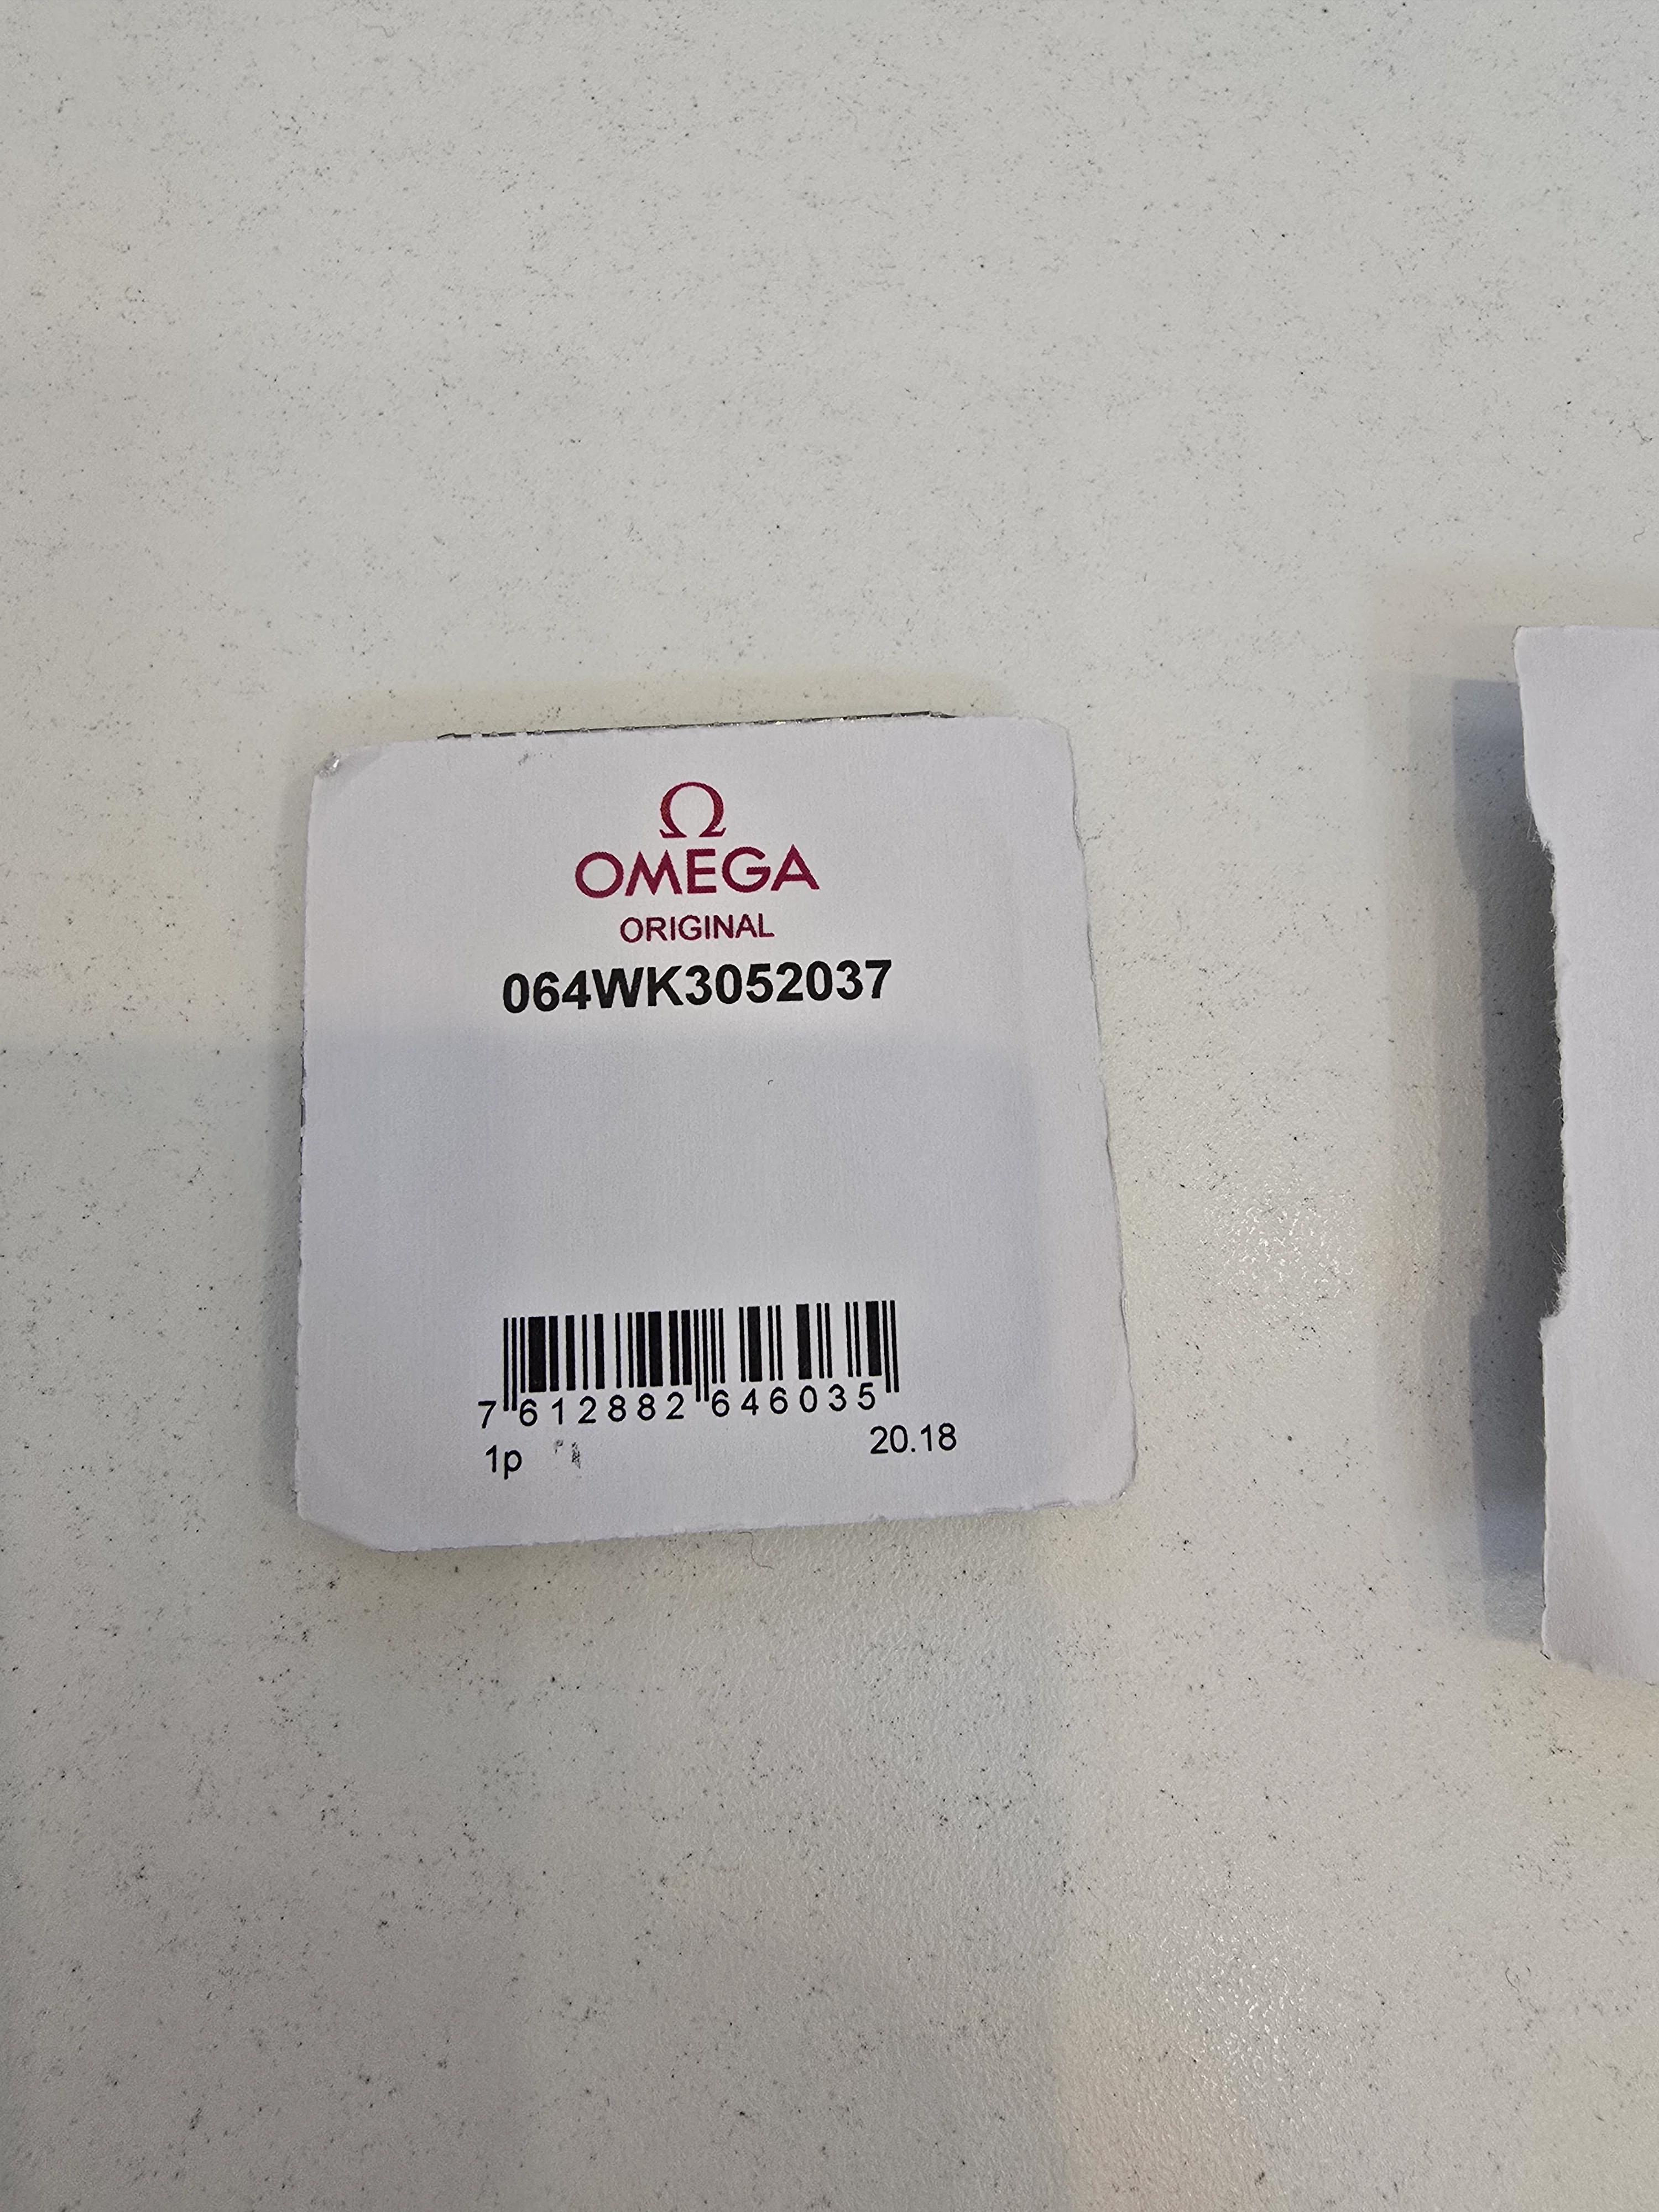 Ω
OMEGA
ORIGINAL
064WK3052037
7 612882 646035
1p 20.18